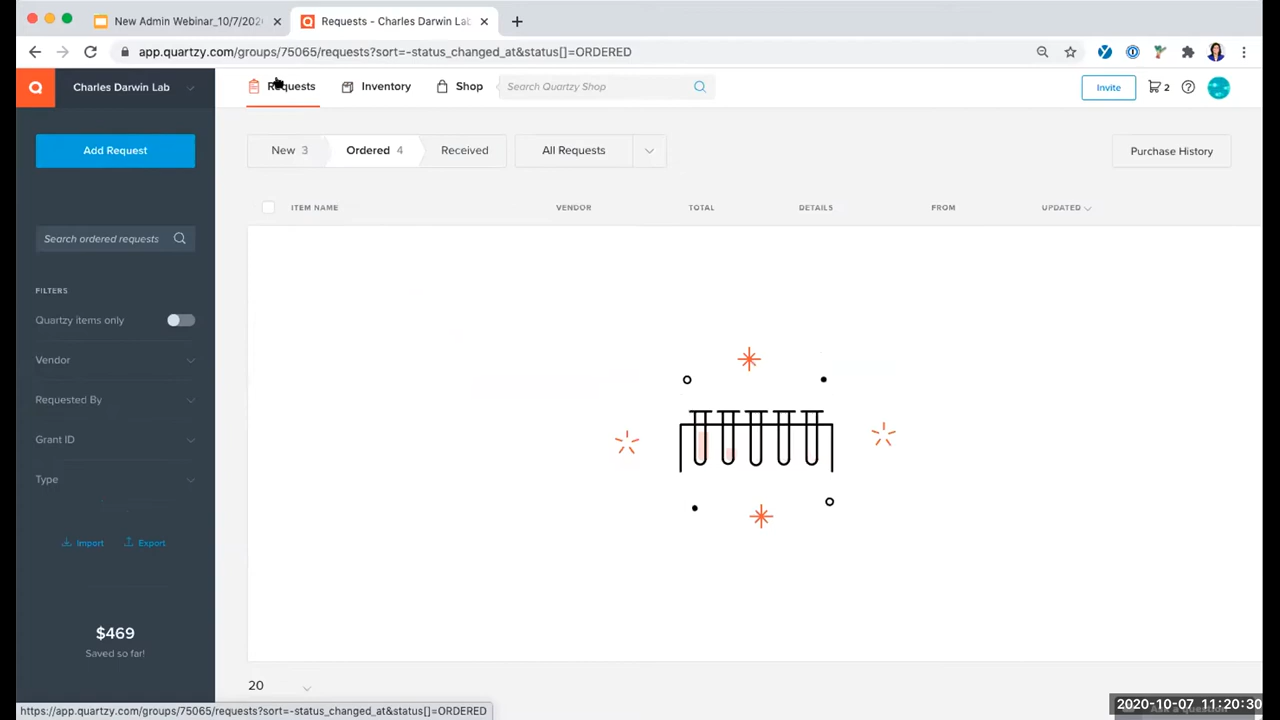 New Admin Webinar_10/7/202
Requests - Charles Darwin Lab
app.quartzy.com/groups/75065/requests?sort=-status_changed_at&status[]=ORDERED
Charles Darwin Lab
Requests
Inventory
Shop
Search Quartzy Shop
Invite
2
Add Request
New 3
Ordered 4
Received
All Requests
Purchase History
ITEM NAME
VENDOR
TOTAL
DETAILS
FROM
UPDATED
Search ordered requests
FILTERS
Quartzy items only
Vendor
Requested By
Grant ID
Type
Import
Export
$469
Saved so far!
20
https://app.quartzy.com/groups/75065/requests?sort=-status_changed_at&status[]=ORDERED
2020-10-07 11:20:30